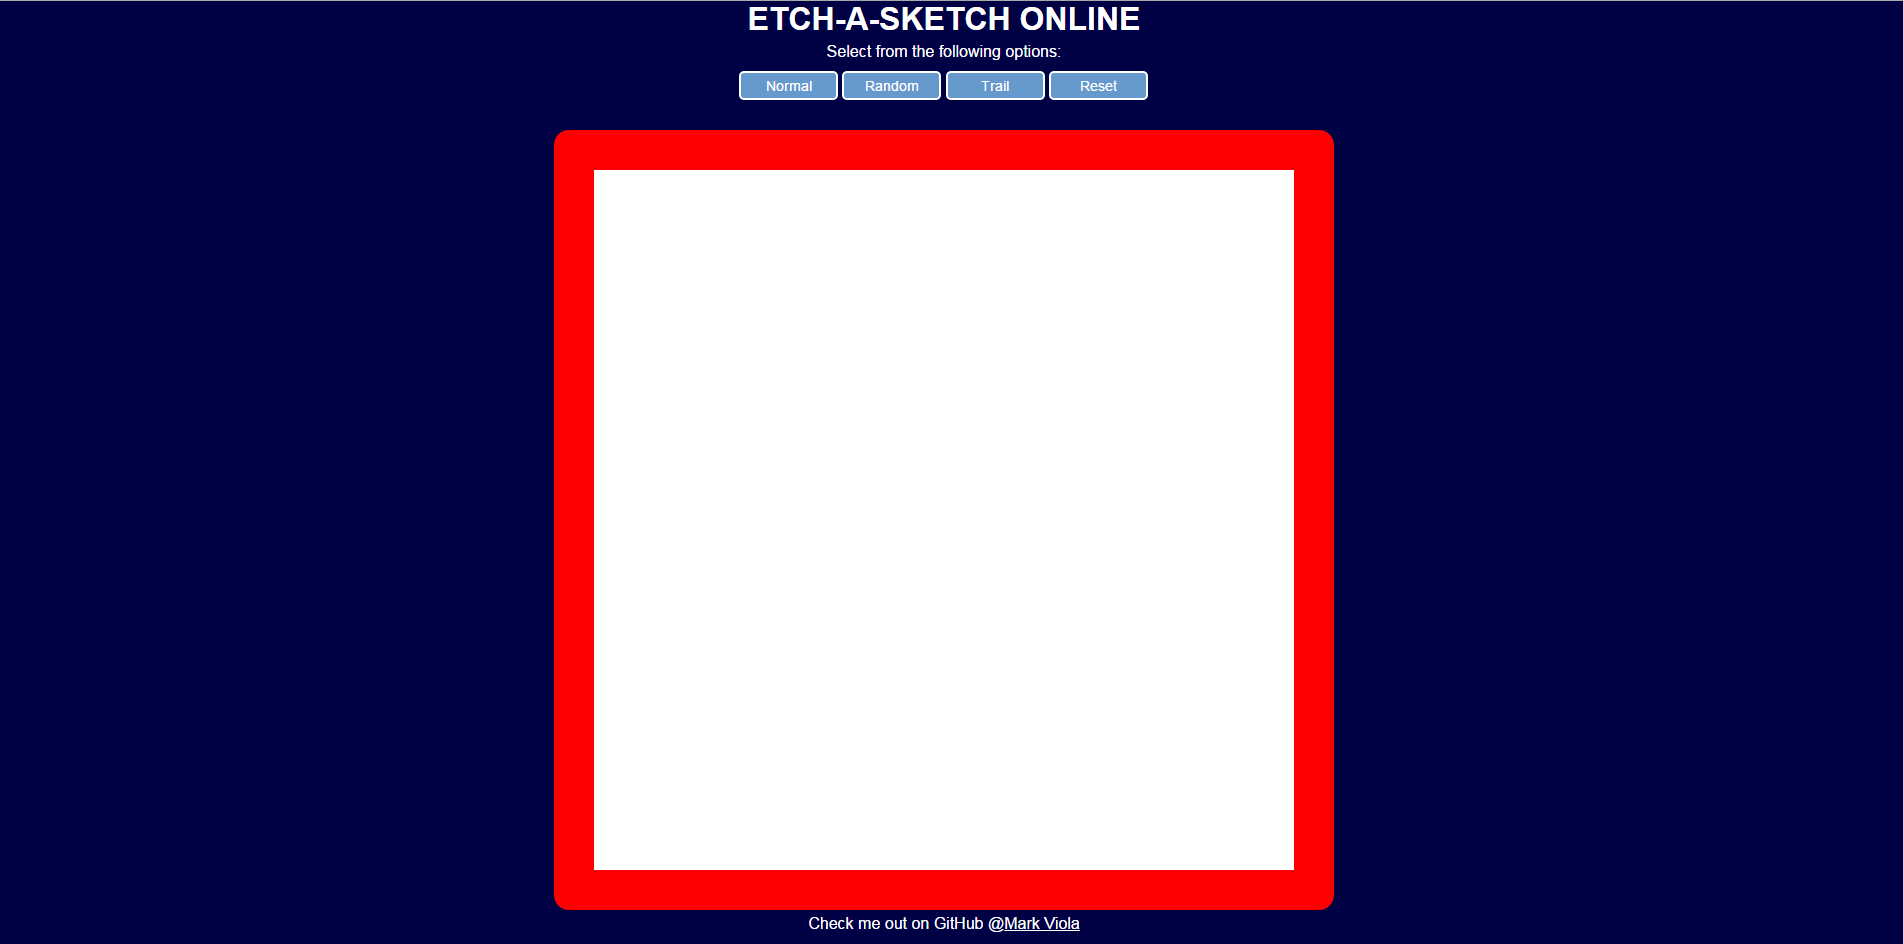 ETCH-A-SKETCH ONLINE
Select from the following options:
Normal Random Trail Reset
Check me out on GitHub @Mark Viola